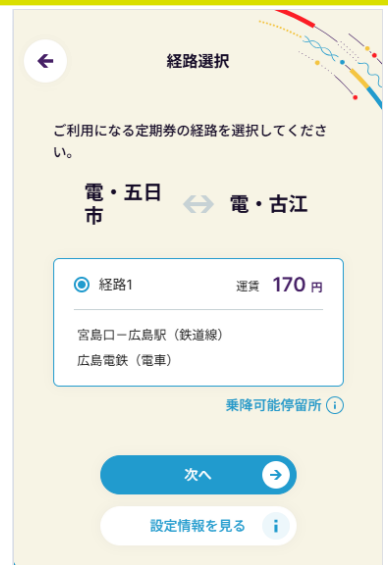 経路選択
ご利用になる定期券の経路を選択してくださ
い。
電・五日
市
電・古江
経路1 運賃 170 円
宮島口ー広島駅（鉄道線）
広島電鉄（電車）
乗降可能停留所 i
次へ
設定情報を見る i